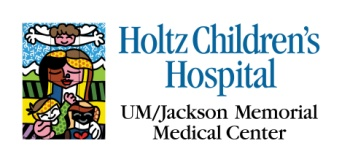 Holtz Children's
Hospital
UM/Jackson Memorial
Medical Center